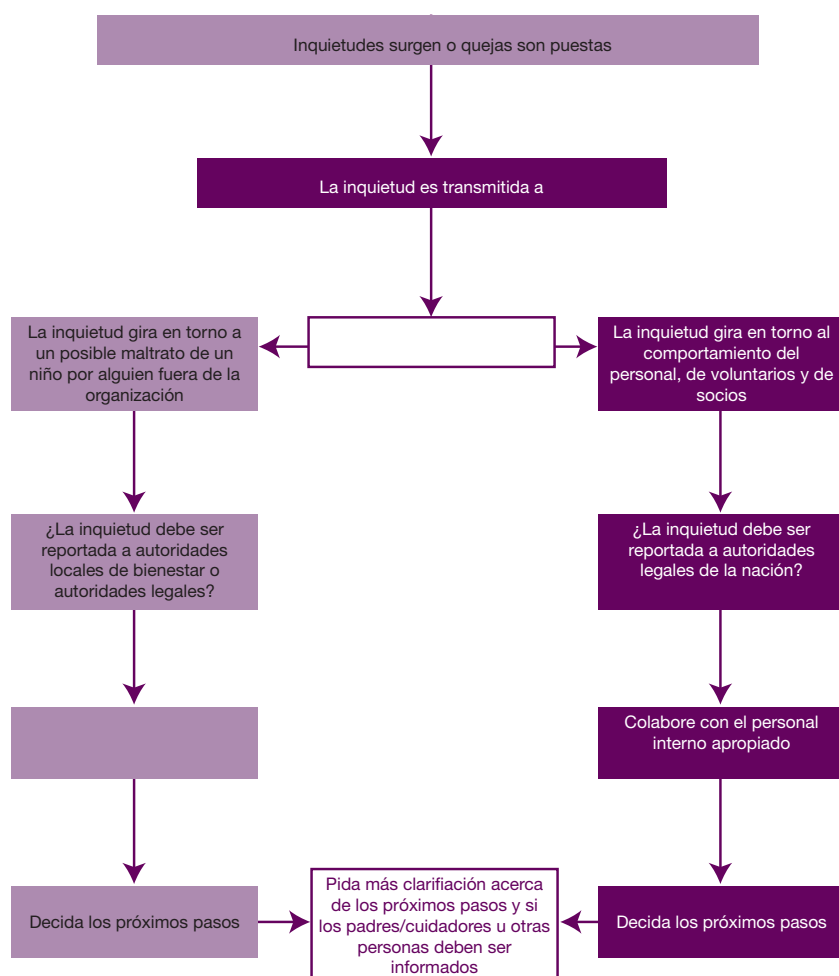 Inquietudes surgen o quejas son puestas
La inquietud es transmitida a
La inquietud gira en torno a
un posible maltrato de un
niño por alguien fuera de la
organización
La inquietud gira en torno al
comportamiento del
personal, de voluntarios y de
socios
¿La inquietud debe ser
reportada a autoridades
locales de bienestar o
autoridades legales?
¿La inquietud debe ser
reportada a autoridades
legales de la nación?
Colabore con el personal
interno apropiado
Decida los próximos pasos
Pida más clarifiación acerca
de los próximos pasos y si
los padres/cuidadores u otras
personas deben ser
informados
Decida los próximos pasos